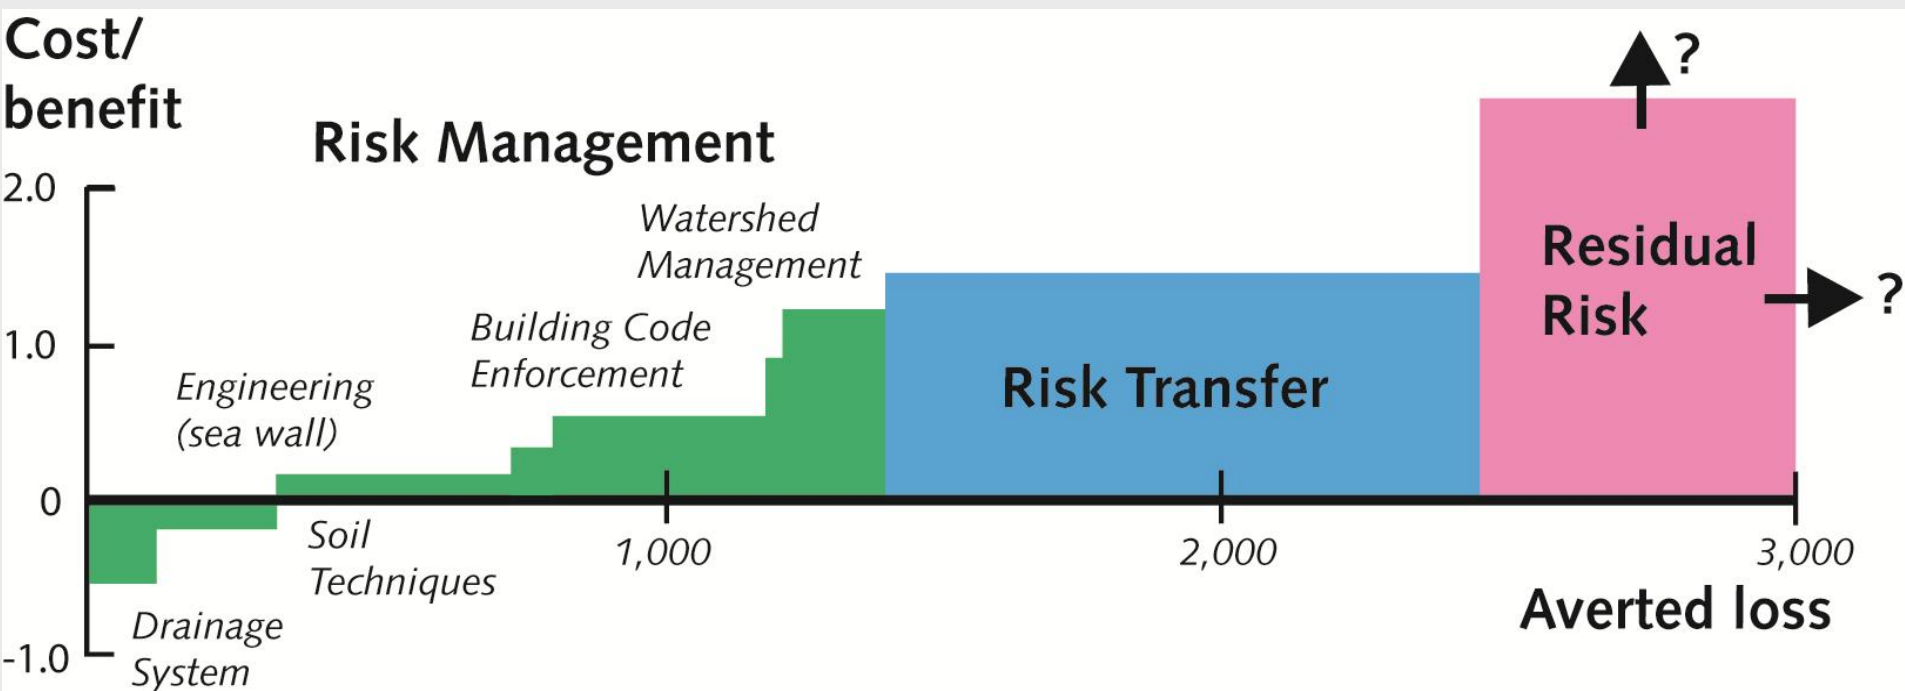 Cost/
benefit
Risk Management
2.0
Watershed
Management
Building Code
Enforcement
1.0
Engineering
(sea wall)
Risk Transfer
Residual
Risk
?
?
0
Soil
Techniques
1,000
2,000
3,000
Averted loss
Drainage
System
-1.0